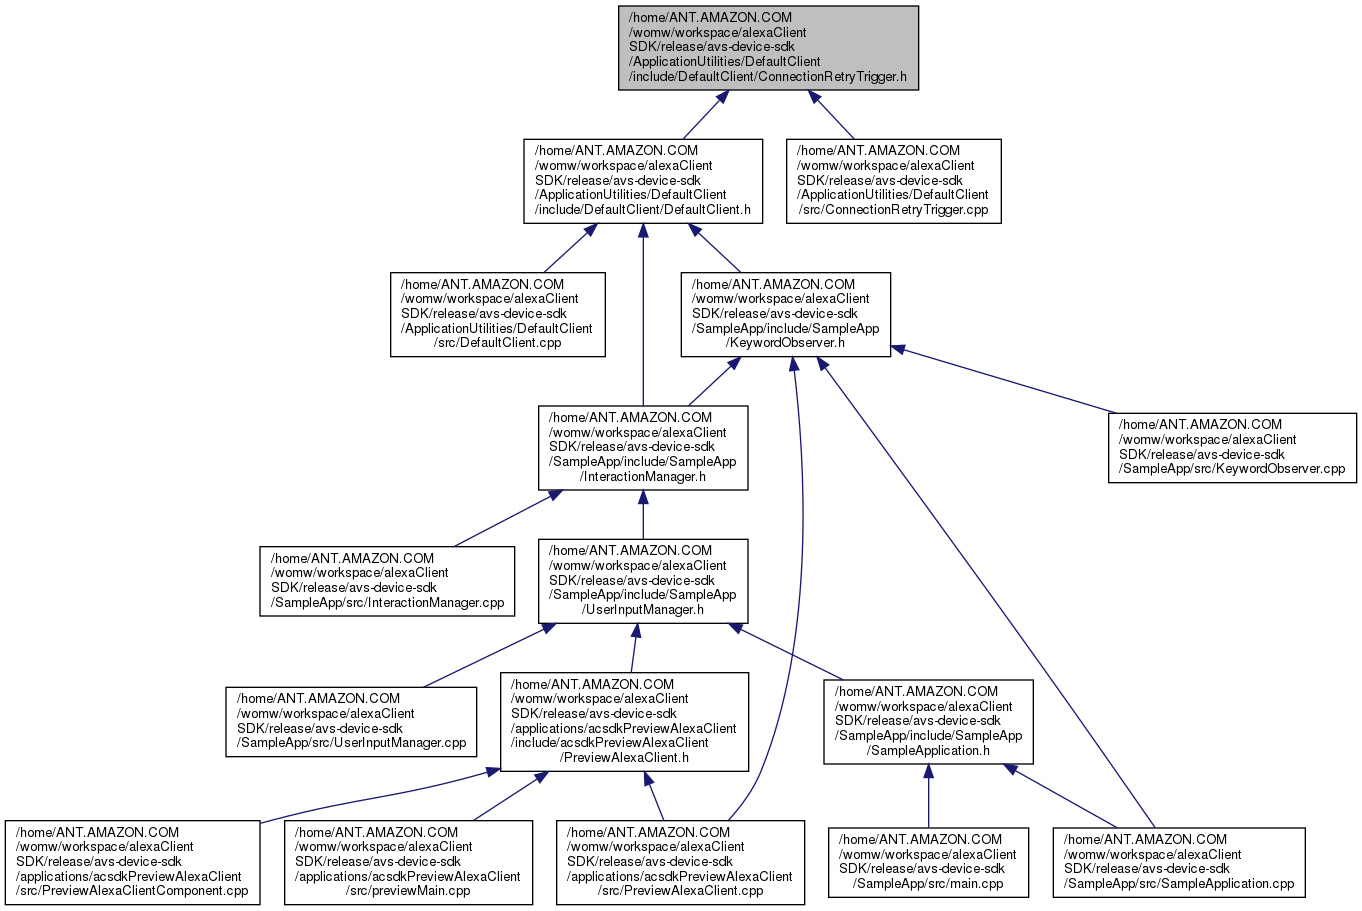 /home/ANT.AMAZON.COM
/womw/workspace/alexaClient
SDK/release/avs-device-sdk
/ApplicationUtilities/DefaultClient
/include/DefaultClient/ConnectionRetryTrigger.h
/home/ANT.AMAZON.COM
/womw/workspace/alexaClient
SDK/release/avs-device-sdk
/ApplicationUtilities/DefaultClient
/include/DefaultClient/DefaultClient.h
/home/ANT.AMAZON.COM
/womw/workspace/alexaClient
SDK/release/avs-device-sdk
/ApplicationUtilities/DefaultClient
/src/ConnectionRetryTrigger.cpp
/home/ANT.AMAZON.COM
/womw/workspace/alexaClient
SDK/release/avs-device-sdk
/ApplicationUtilities/DefaultClient
/src/DefaultClient.cpp
/home/ANT.AMAZON.COM
/womw/workspace/alexaClient
SDK/release/avs-device-sdk
/SampleApp/include/SampleApp
/KeywordObserver.h
/home/ANT.AMAZON.COM
/womw/workspace/alexaClient
SDK/release/avs-device-sdk
/SampleApp/include/SampleApp
/InteractionManager.h
/home/ANT.AMAZON.COM
/womw/workspace/alexaClient
SDK/release/avs-device-sdk
/SampleApp/src/KeywordObserver.cpp
/home/ANT.AMAZON.COM
/womw/workspace/alexaClient
SDK/release/avs-device-sdk
/SampleApp/src/InteractionManager.cpp
/home/ANT.AMAZON.COM
/womw/workspace/alexaClient
SDK/release/avs-device-sdk
/SampleApp/include/SampleApp
/UserInputManager.h
/home/ANT.AMAZON.COM
/womw/workspace/alexaClient
SDK/release/avs-device-sdk
/SampleApp/src/UserInputManager.cpp
/home/ANT.AMAZON.COM
/womw/workspace/alexaClient
SDK/release/avs-device-sdk
/applications/acsdkPreviewAlexaClient
/include/acsdkPreviewAlexaClient
/PreviewAlexaClient.h
/home/ANT.AMAZON.COM
/womw/workspace/alexaClient
SDK/release/avs-device-sdk
/SampleApp/include/SampleApp
/SampleApplication.h
/home/ANT.AMAZON.COM
/womw/workspace/alexaClient
SDK/release/avs-device-sdk
/applications/acsdkPreviewAlexaClient
/src/PreviewAlexaClientComponent.cpp
/home/ANT.AMAZON.COM
/womw/workspace/alexaClient
SDK/release/avs-device-sdk
/applications/acsdkPreviewAlexaClient
/src/previewMain.cpp
/home/ANT.AMAZON.COM
/womw/workspace/alexaClient
SDK/release/avs-device-sdk
/applications/acsdkPreviewAlexaClient
/src/PreviewAlexaClient.cpp
/home/ANT.AMAZON.COM
/womw/workspace/alexaClient
SDK/release/avs-device-sdk
/SampleApp/src/main.cpp
/home/ANT.AMAZON.COM
/womw/workspace/alexaClient
SDK/release/avs-device-sdk
/SampleApp/src/SampleApplication.cpp